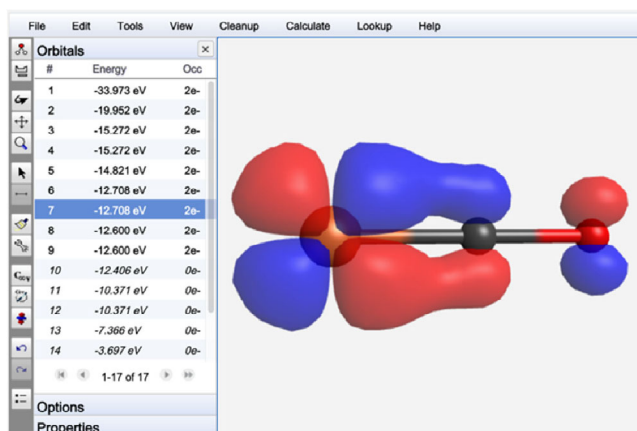 File Edit Tools View Cleanup Calculate Lookup Help
Orbitals
# Energy Occ
1 -33.973 eV 2e-
2 -19.952 eV 2e-
3 -15.272 eV 2e-
4 -15.272 eV 2e-
5 -14.821 eV 2e-
6 -12.708 eV 2e-
7 -12.708 eV 2e-
8 -12.600 eV 2e-
9 -12.600 eV 2e-
10 -12.406 eV 0e-
11 -10.371 eV 0e-
12 -10.371 eV 0e-
13 -7.366 eV 0e-
14 -3.697 eV 0e-
1-17 of 17
Options
Properties